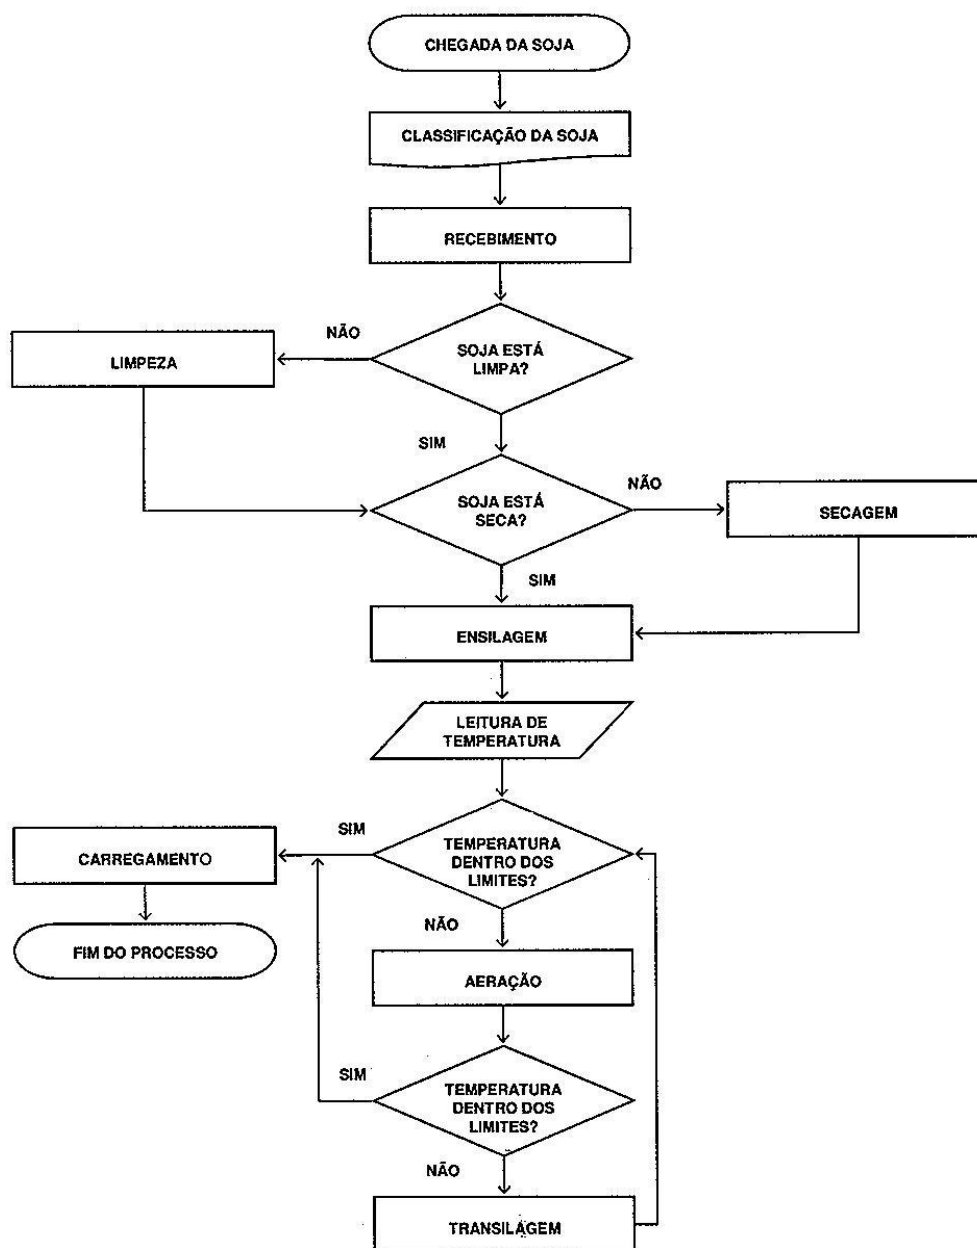 CHEGADA DA SOJA
CLASSIFICAÇÃO DA SOJA
RECEBIMENTO
NÃO
SOJA ESTÁ
LIMPA?
LIMPEZA
SIM
SOJA ESTÁ
SECA?
NÃO
SECAGEM
SIM
ENSILAGEM
LEITURA DE
TEMPERATURA
SIM
TEMPERATURA
DENTRO DOS
LIMITES?
CARREGAMENTO
NÃO
FIM DO PROCESSO
AERAÇÃO
SIM
TEMPERATURA
DENTRO DOS
LIMITES?
NÃO
TRANSILAGEM